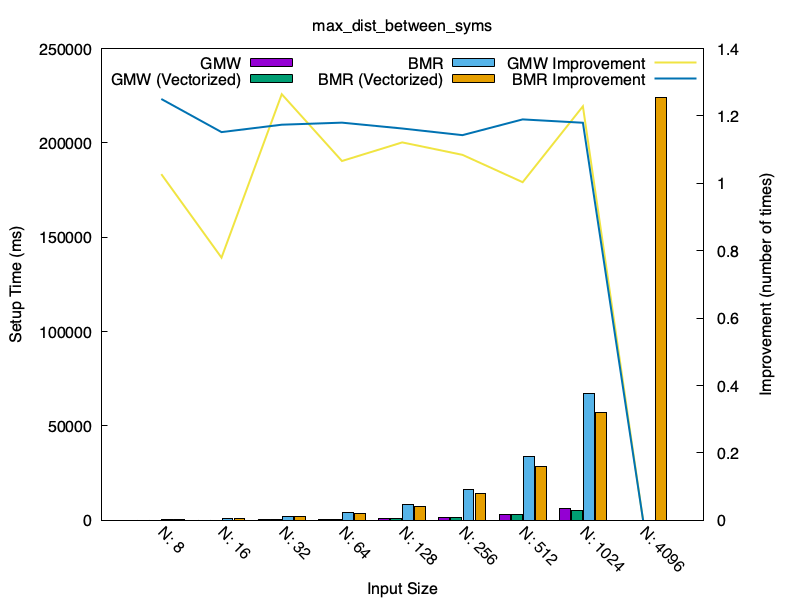 max_dist_between_syms
GMW BMR GMW Improvement
GMW (Vectorized) BMR (Vectorized) BMR Improvement
250000
200000
150000
100000
50000
0
1.4
1.2
1
0.8
0.6
0.4
0.2
0
Setup Time (ms)
Improvement (number of times)
N: 8
N: 16
N: 32
N: 64
N: 128
N: 256
N: 512
N: 1024
N: 4096
Input Size